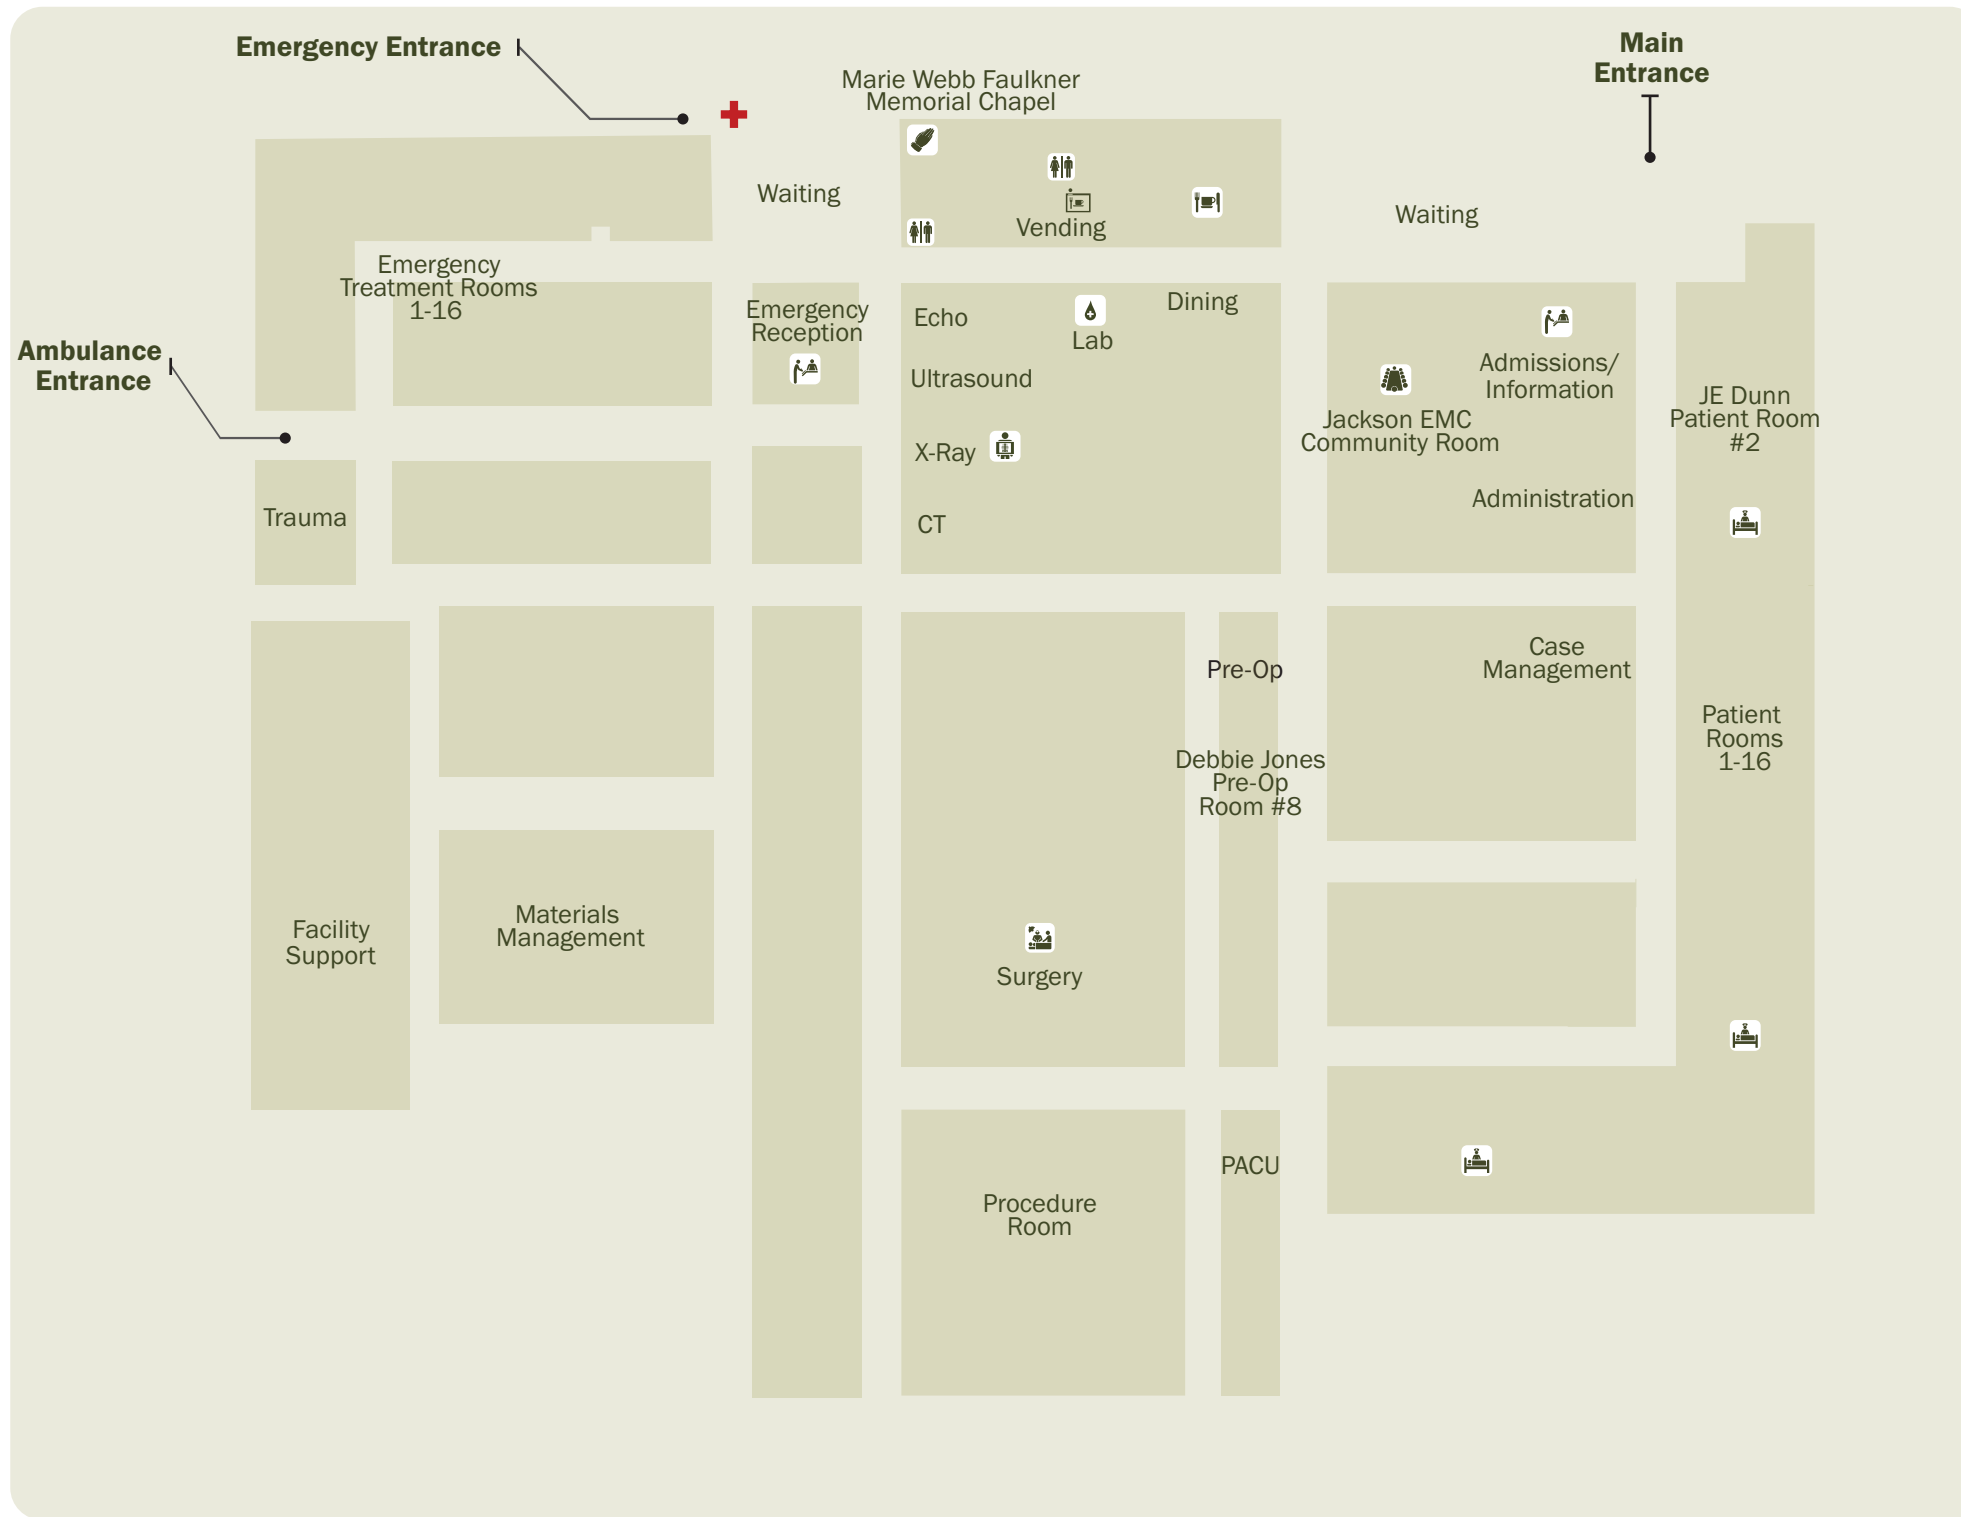 Emergency Entrance
Main
Entrance
Marie Webb Faulkner
Memorial Chapel
Waiting
Vending
Waiting
Emergency
Treatment Rooms
1-16
Emergency
Reception
Echo
Lab
Dining
Ultrasound
X-Ray
CT
Admissions/
Information
Jackson EMC
Community Room
Administration
JE Dunn
Patient Room
#2
Ambulance
Entrance
Trauma
Pre-Op
Debbie Jones
Pre-Op
Room #8
Case
Management
Patient
Rooms
1-16
Facility
Support
Materials
Management
Surgery
PACU
Procedure
Room